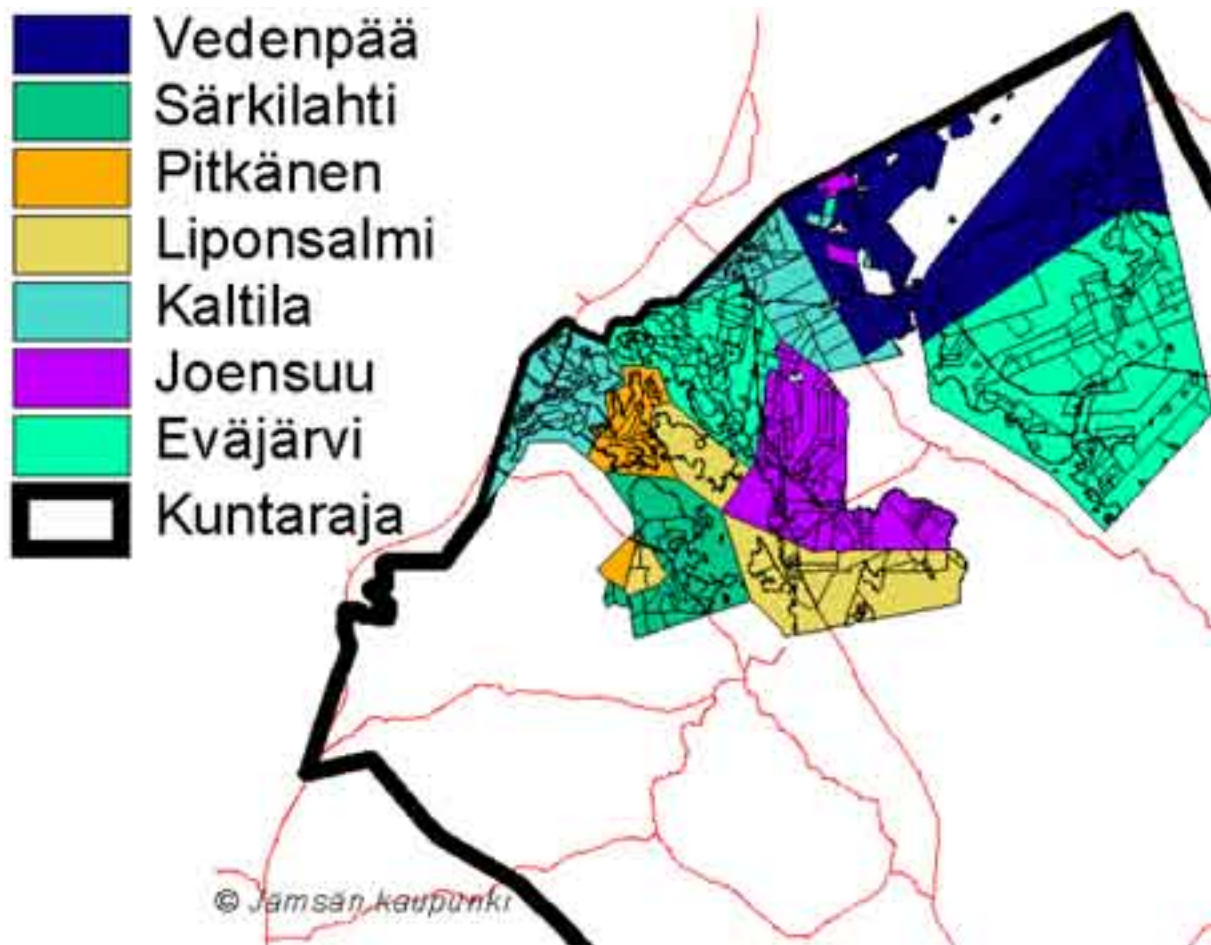 Vedenpää
Särkilahti
Pitkänen
Liponsalmi
Kaltila
Joensuu
Eväjärvi
Kuntaraja
© Jämsän kaupunki